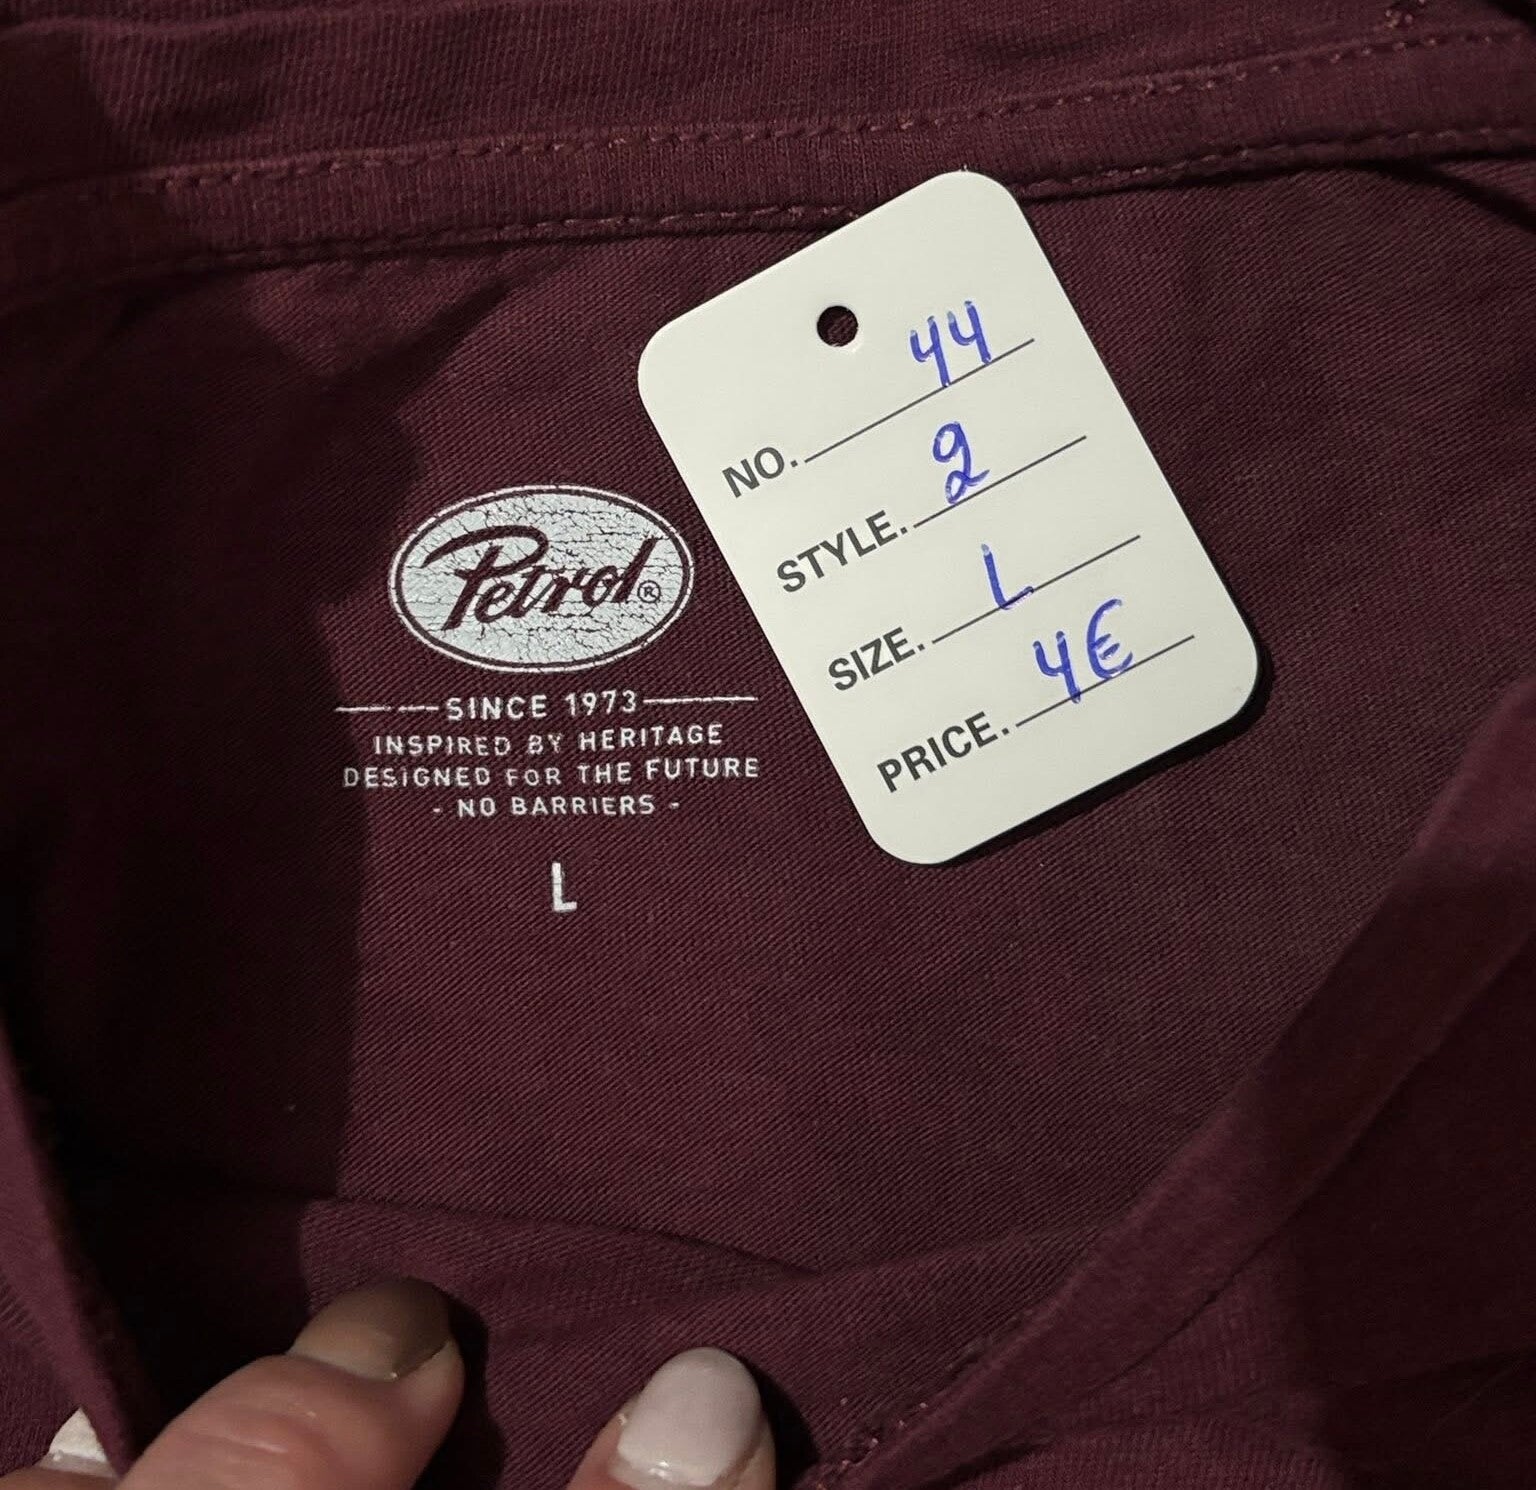 Petrol®
SINCE 1973
INSPIRED BY HERITAGE
DESIGNED FOR THE FUTURE
- NO BARRIERS -
L
NO. 44
STYLE. 2
SIZE. L
PRICE. 4€